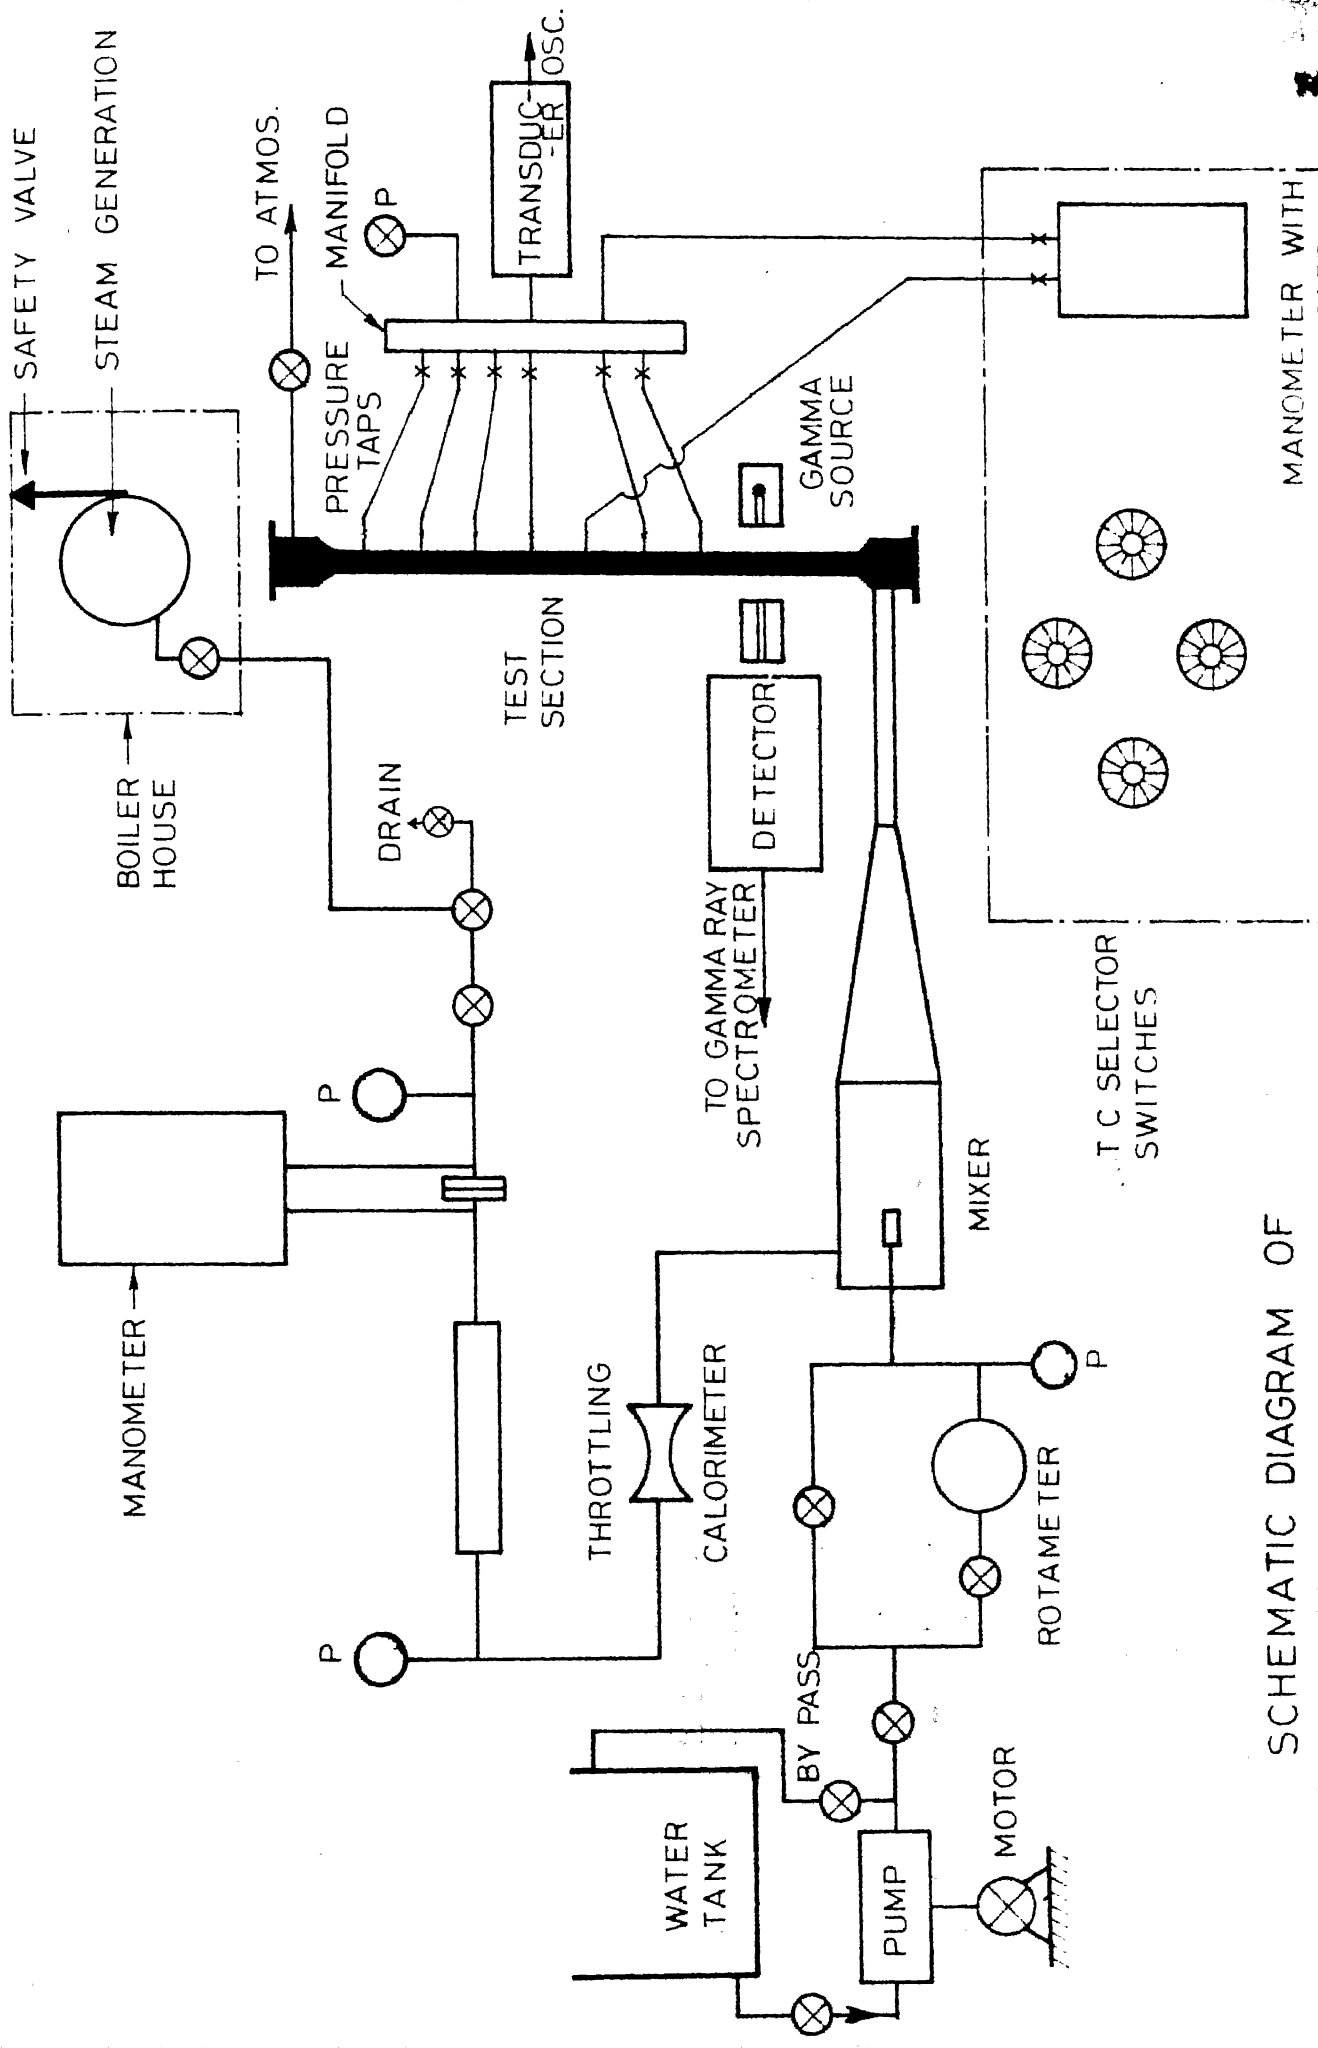 SAFETY VALVE
STEAM GENERATION
TO ATMOS.
MANIFOLD
P
TRANSDUC-
-ER
OSC.
PRESSURE
TAPS
BOILER
HOUSE
DRAIN
TEST
SECTION
GAMMA
SOURCE
DETECTOR
TO GAMMA RAY
SPECTROMETER
MANOMETER WITH
T C SELECTOR
SWITCHES
MANOMETER
P
P
THROTTLING
CALORIMETER
MIXER
P
ROTAMETER
BY PASS
WATER
TANK
PUMP
MOTOR
SCHEMATIC DIAGRAM OF